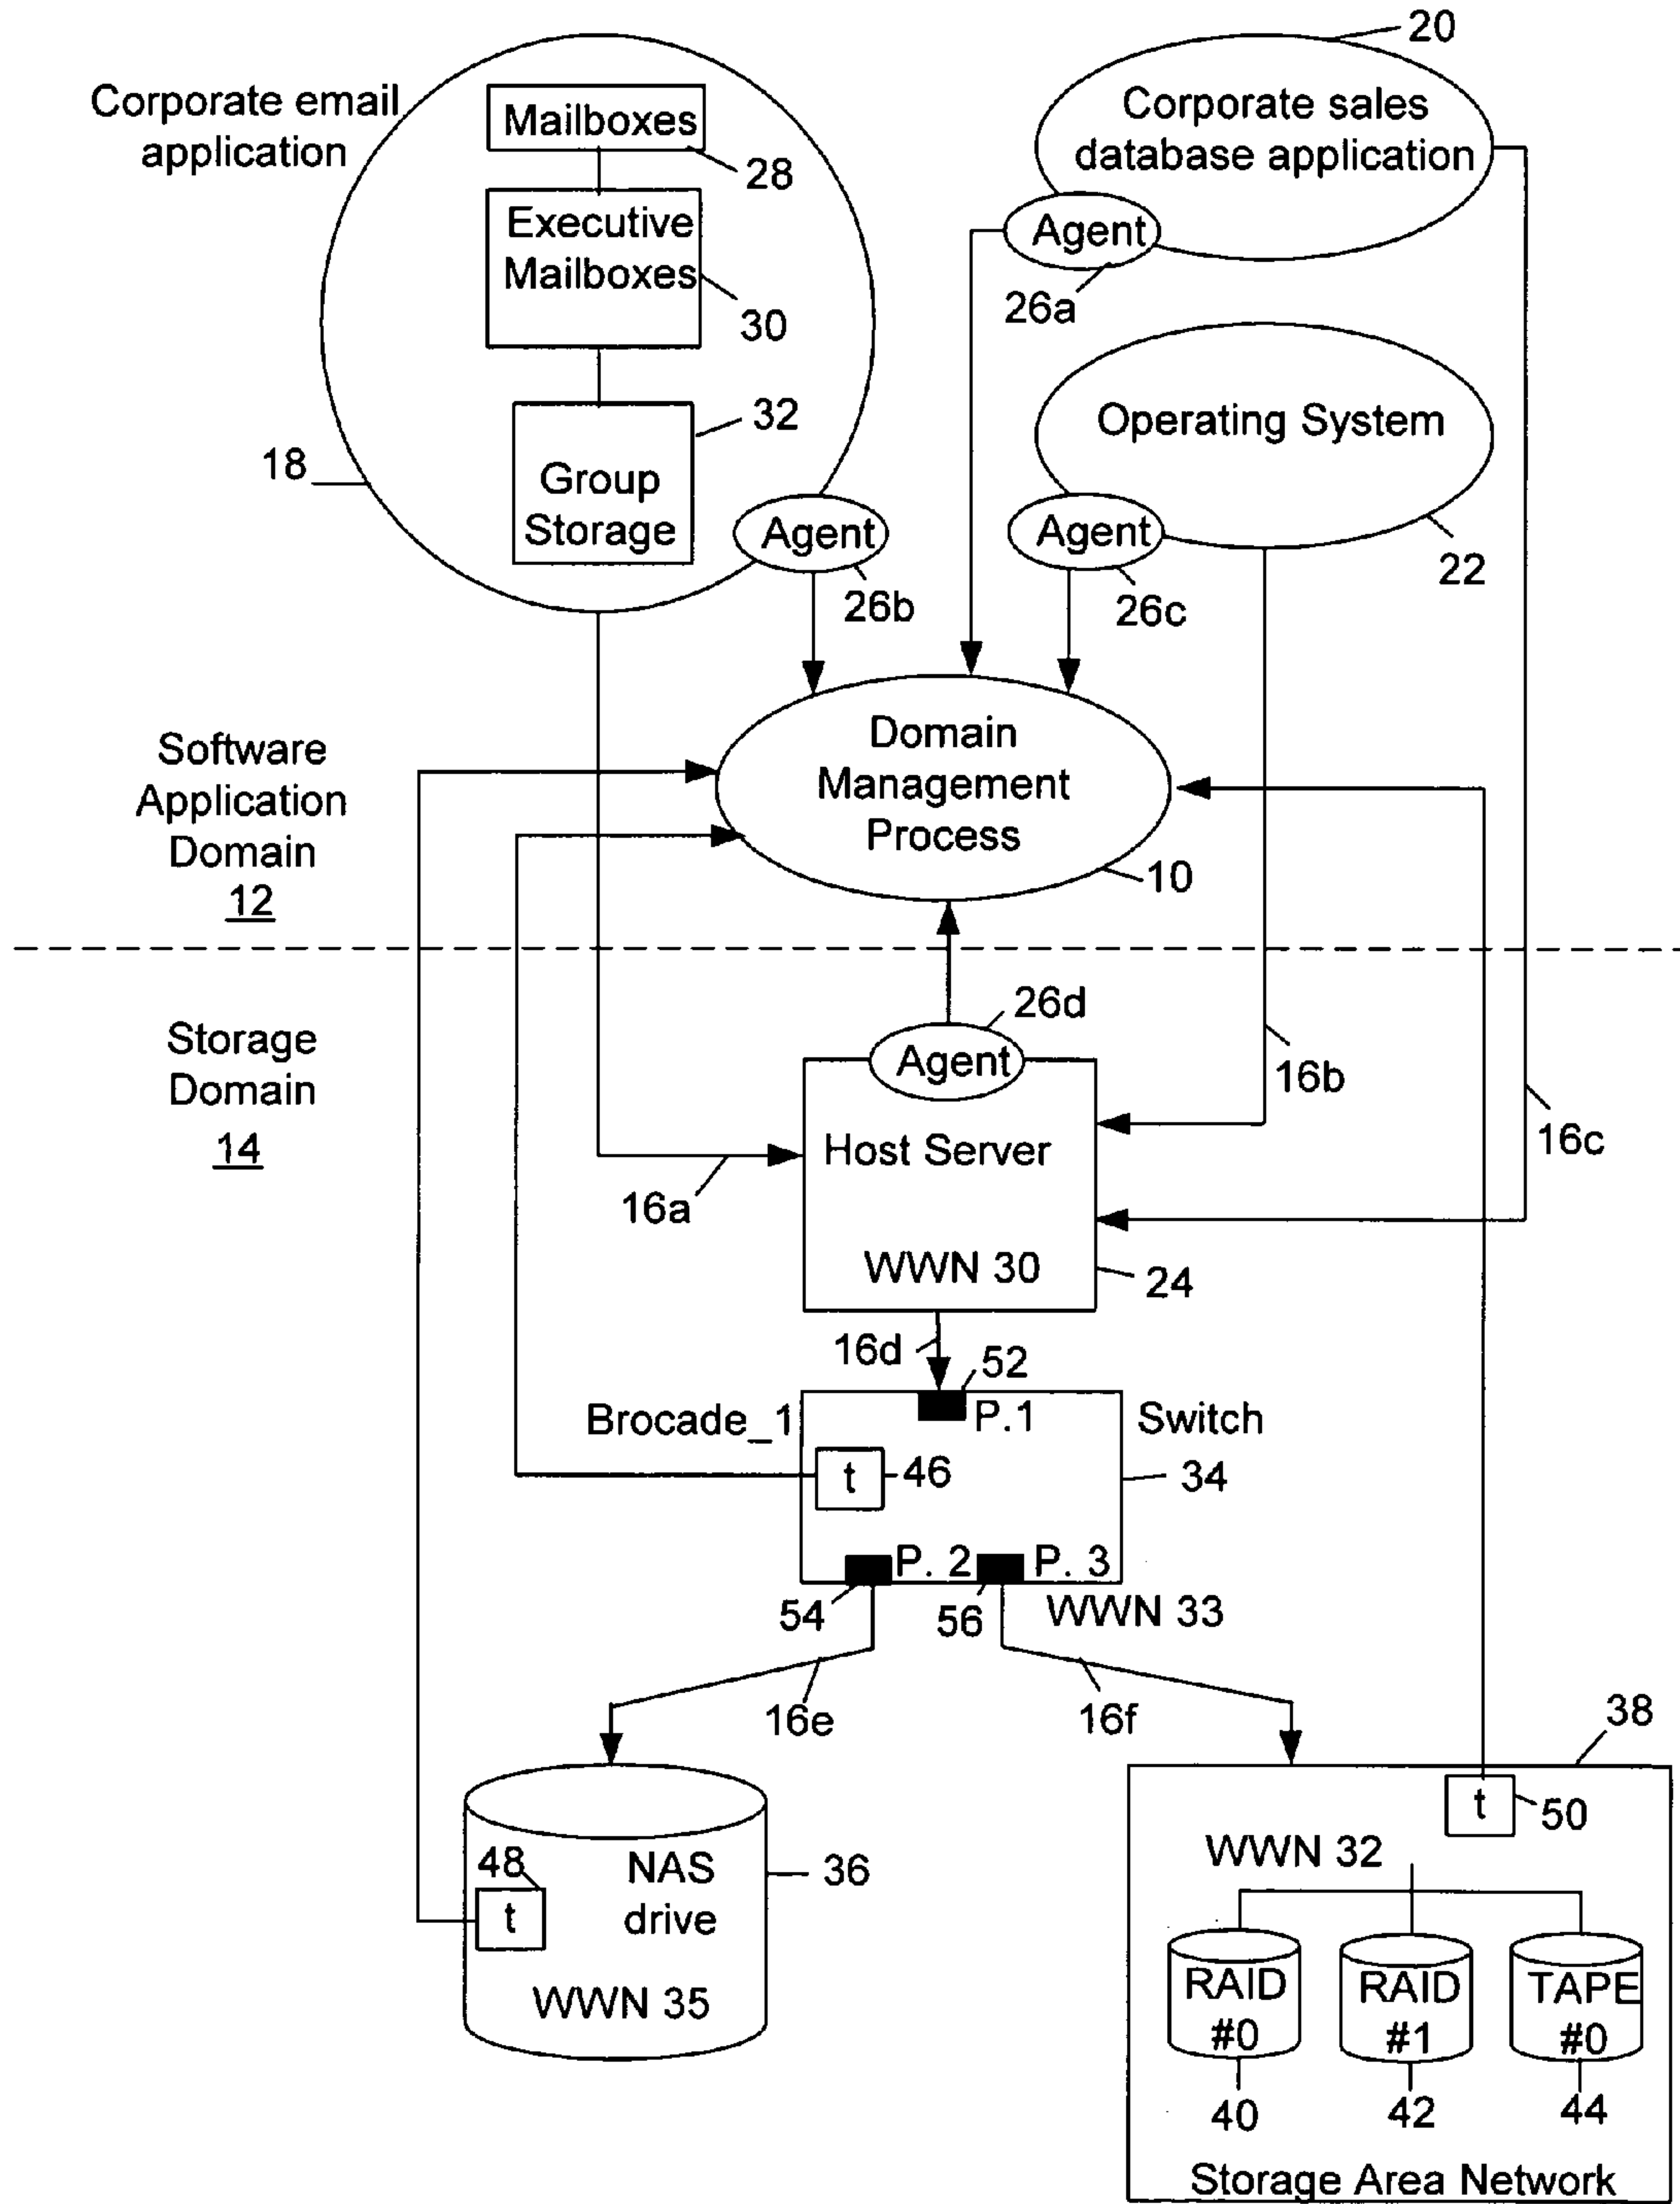 20
Corporate email
application
Mailboxes
28
Executive
Mailboxes
30
32
Group
Storage
18
Agent
26b
Corporate sales
database application
Agent
26a
Operating System
Agent
26c
22
Software
Application
Domain
12
Domain
Management
Process
10
Storage
Domain
14
26d
Agent
Host Server
WWN 30
24
16a
16b
16c
16d
52
P.1
Brocade_1
Switch
t
46
34
P. 2
P. 3
54
56
WWN 33
16e
16f
38
48
t
NAS
drive
36
WWN 35
t
50
WWN 32
RAID
#0
RAID
#1
TAPE
#0
40
42
44
Storage Area Network